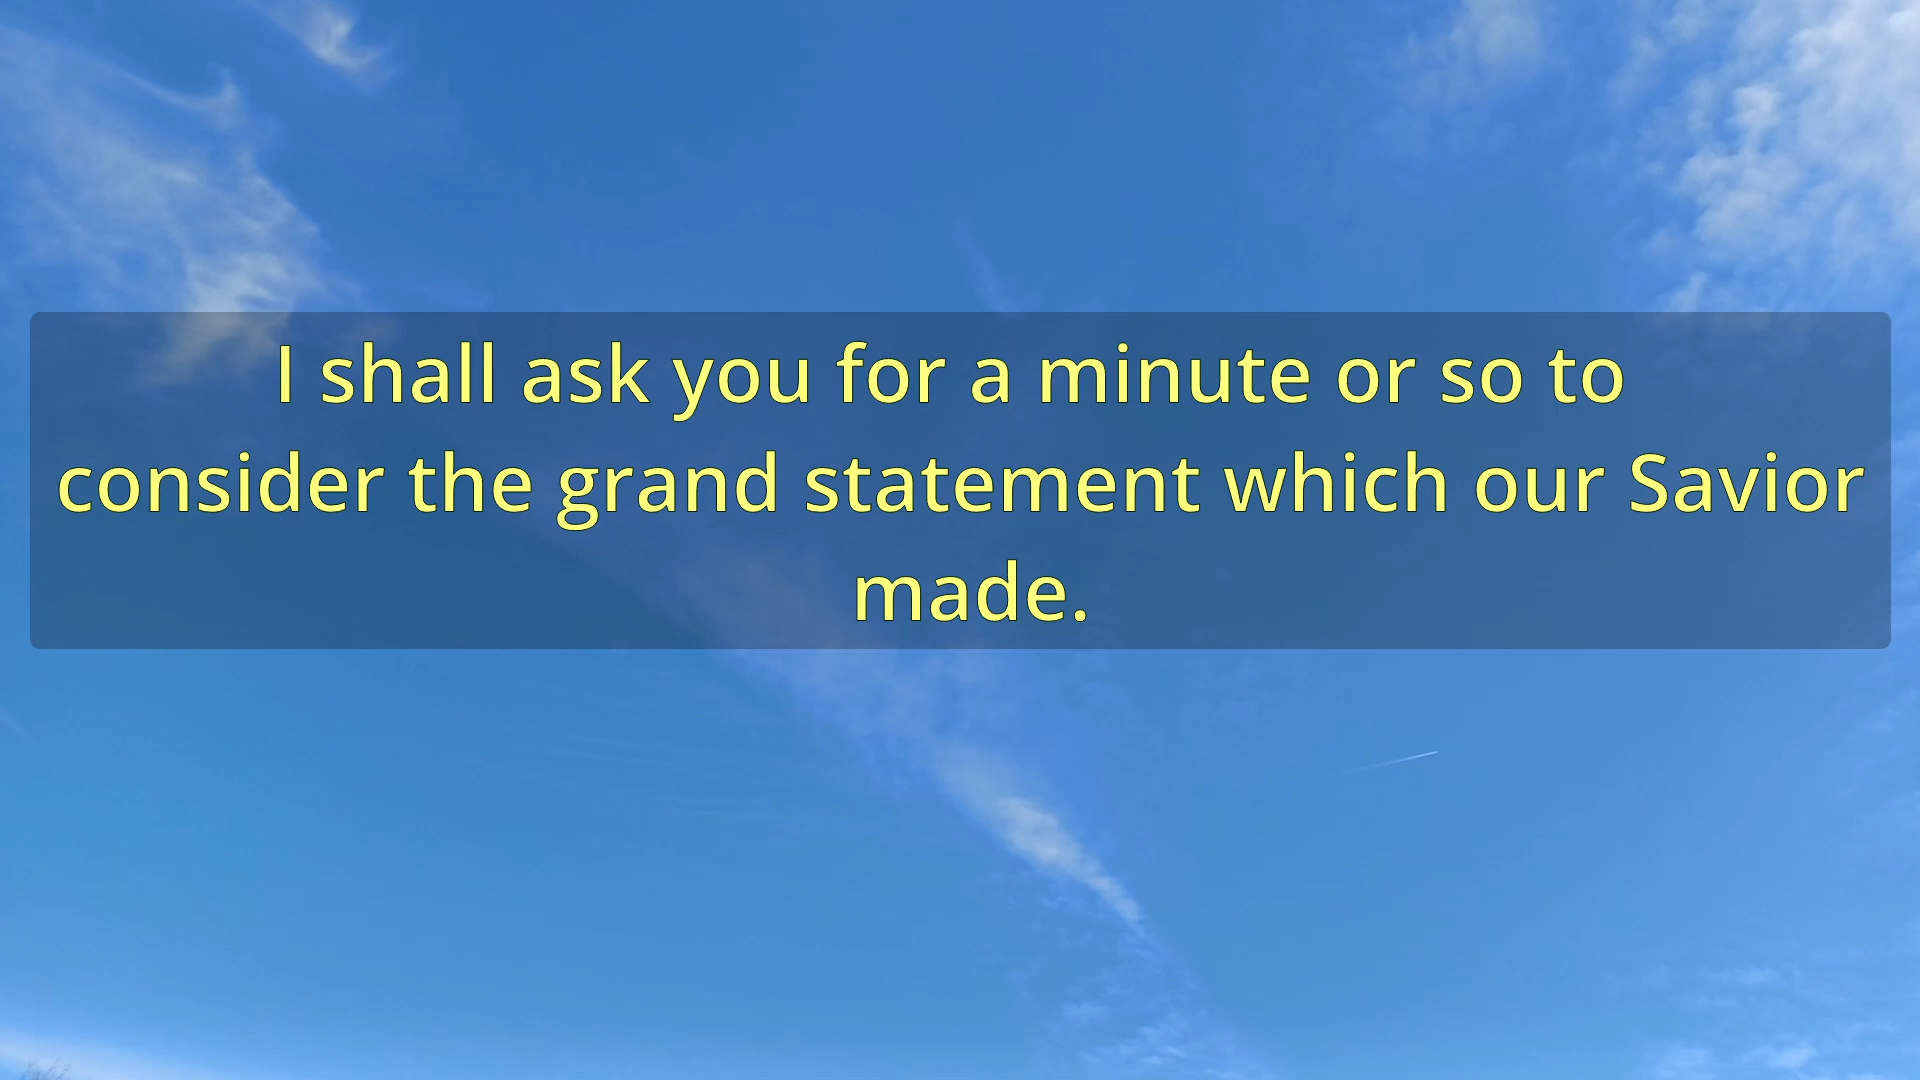 I shall ask you for a minute or so to
consider the grand statement which our Savior
made.